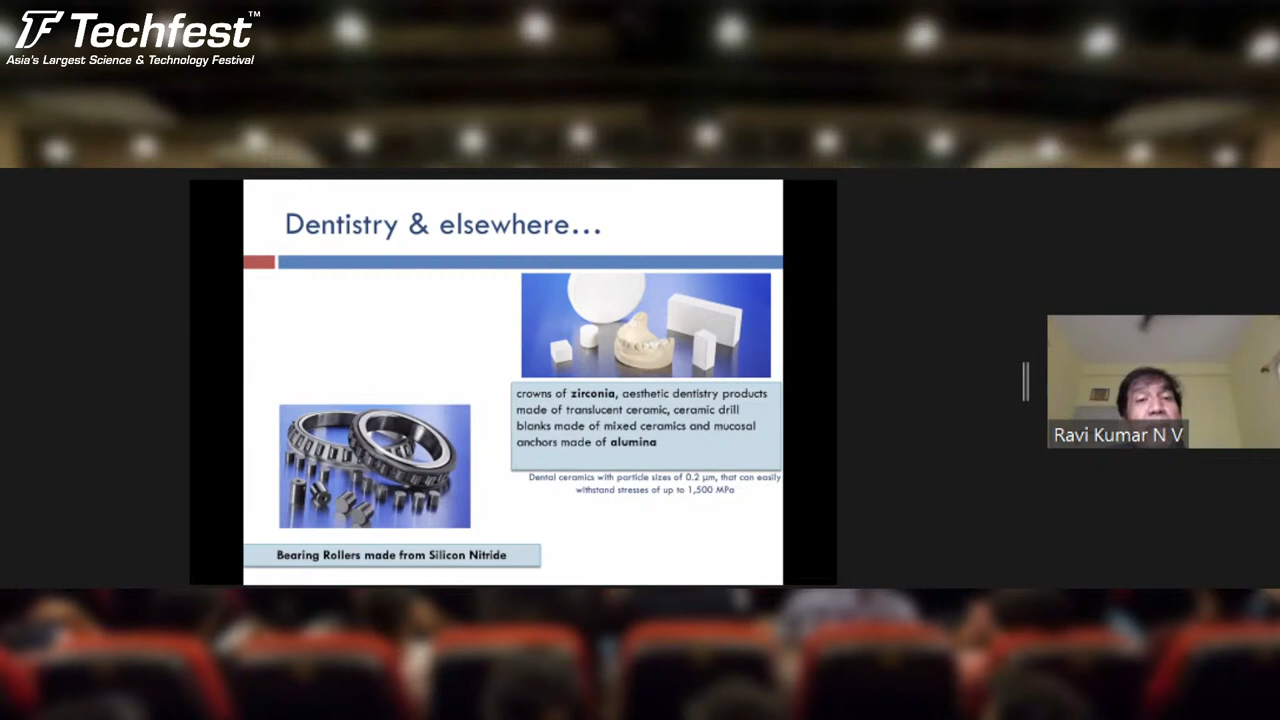 Techfest™
Asia's Largest Science & Technology Festival
Dentistry & elsewhere...
crowns of zirconia, aesthetic dentistry products
made of translucent ceramic, ceramic drill
blanks made of mixed ceramics and mucosal
anchors made of alumina
Dental ceramics with particle sizes of 0.2 µm, that can easily
withstand stresses of up to 1,500 MPa
Bearing Rollers made from Silicon Nitride
Ravi Kumar N V